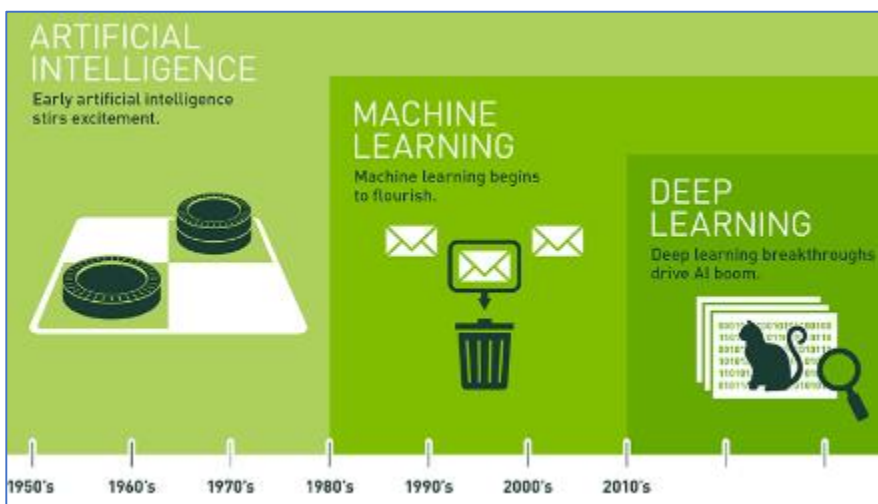 ARTIFICIAL
INTELLIGENCE
Early artificial intelligence
stirs excitement.
MACHINE
LEARNING
Machine learning begins
to flourish.
DEEP
LEARNING
Deep learning breakthroughs
drive AI boom.
1950's 1960's 1970's 1980's 1990's 2000's 2010's